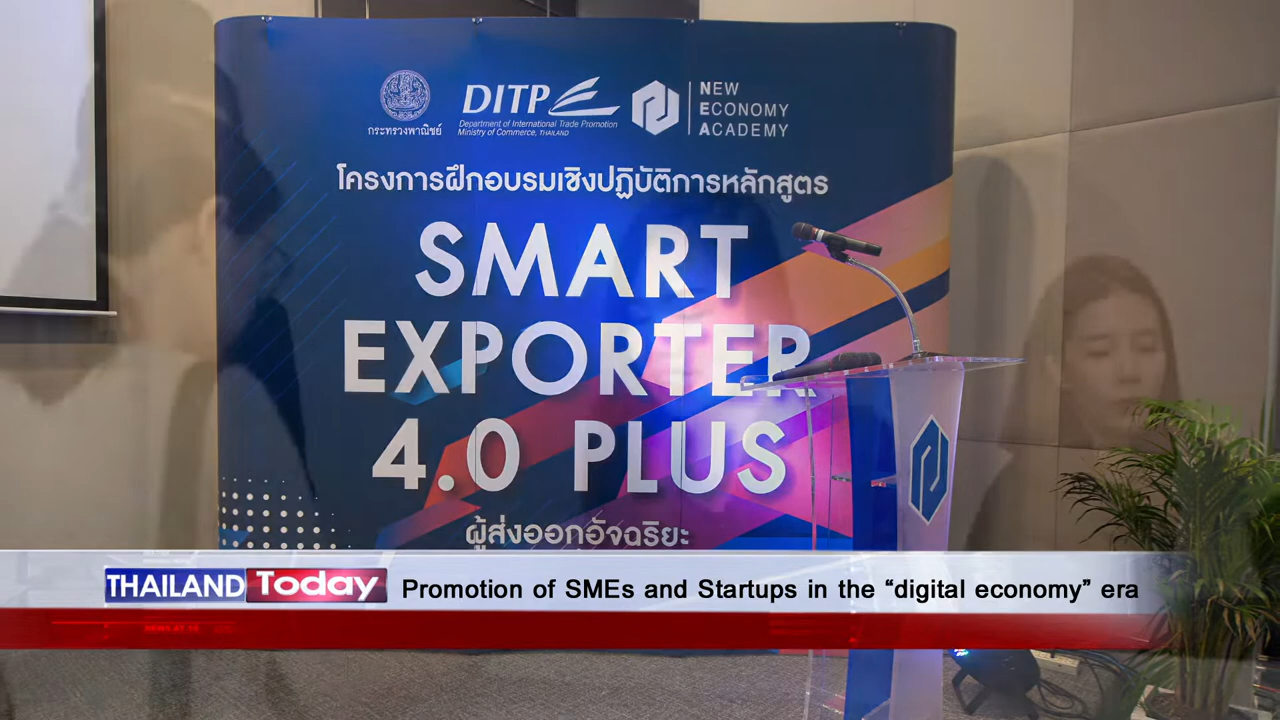 กระทรวงพาณิชย์
DITP
Department of International Trade Promotion
Ministry of Commerce, THAILAND
NEW
ECONOMY
ACADEMY
โครงการฝึกอบรมเชิงปฏิบัติการหลักสูตร
SMART
EXPORTER
4.0 PLUS
ผู้ส่งออกอัจฉริยะ
THAILAND Today
Promotion of SMEs and Startups in the “digital economy” era